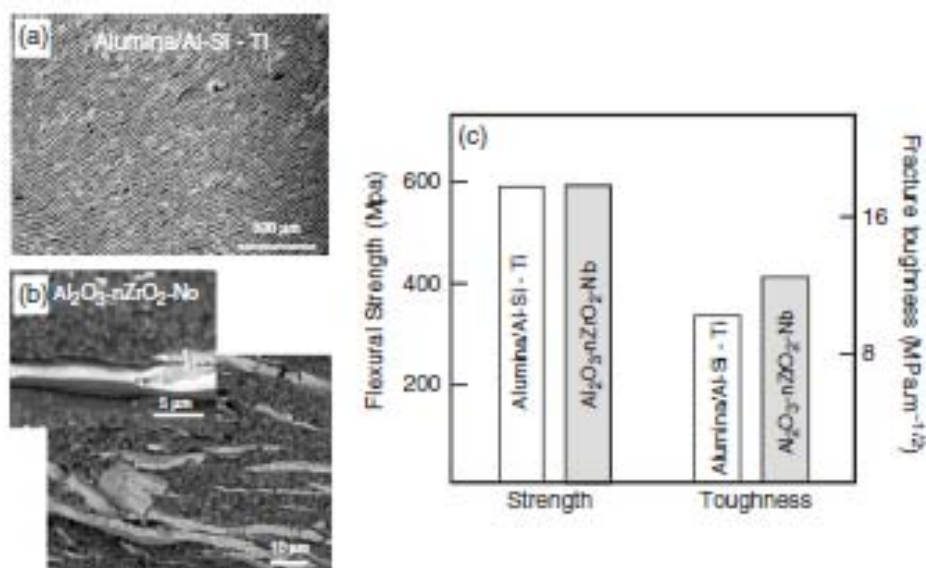 (a)
Alumina/Al-Si - Ti
500 µm
(b) Al₂O₃-nZrO₂-No
5 µm
10 µm
(c)
Flexural Strength (Mpa)
600
400
200
Alumina/Al-Si - Ti
Al₂O₃-nZrO₂-Nb
Alumina/Al-Si - Ti
Al₂O₃-nZrO₂-Nb
Strength
Toughness
16
8
Fracture toughness (MPa.m⁻¹/²)